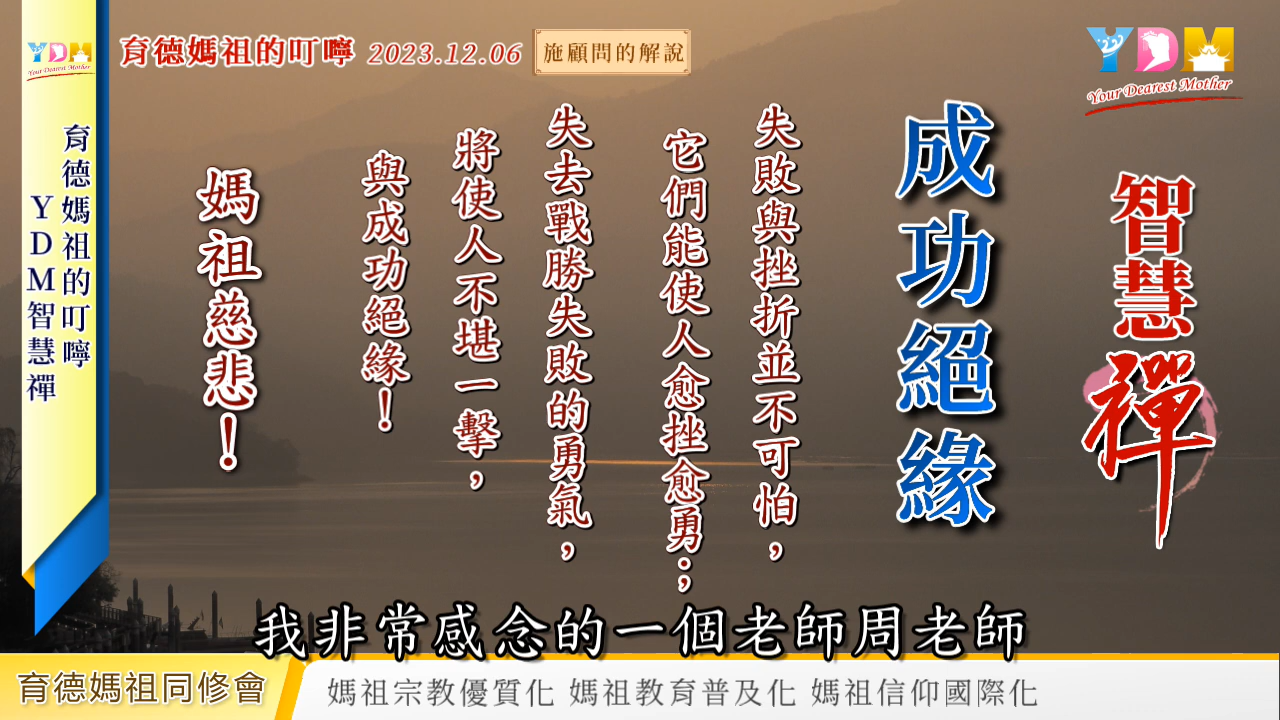 YDM
Your Dearest Mother
育德媽祖的叮嚀
YDM智慧禪
育德媽祖的叮嚀 2023.12.06
施顧問的解說
YDM
Your Dearest Mother
智慧禪
成功絕緣
失敗與挫折並不可怕，
它們能使人愈挫愈勇；
失去戰勝失敗的勇氣，
將使人不堪一擊，
與成功絕緣！
媽祖慈悲！
我非常感念的一個老師周老師
育德媽祖同修會
媽祖宗教優質化 媽祖教育普及化 媽祖信仰國際化